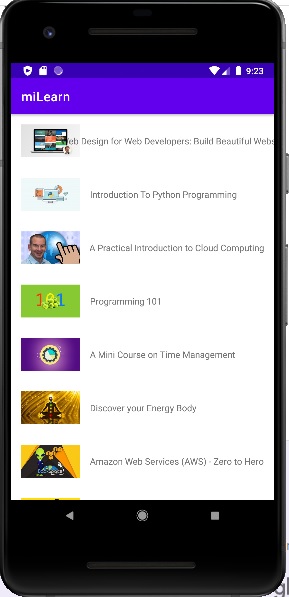 9:23
miLearn
Web Design for Web Developers: Build Beautiful Webs
Introduction To Python Programming
A Practical Introduction to Cloud Computing
101
Programming 101
A Mini Course on Time Management
Discover your Energy Body
Amazon Web Services (AWS) - Zero to Hero
gl